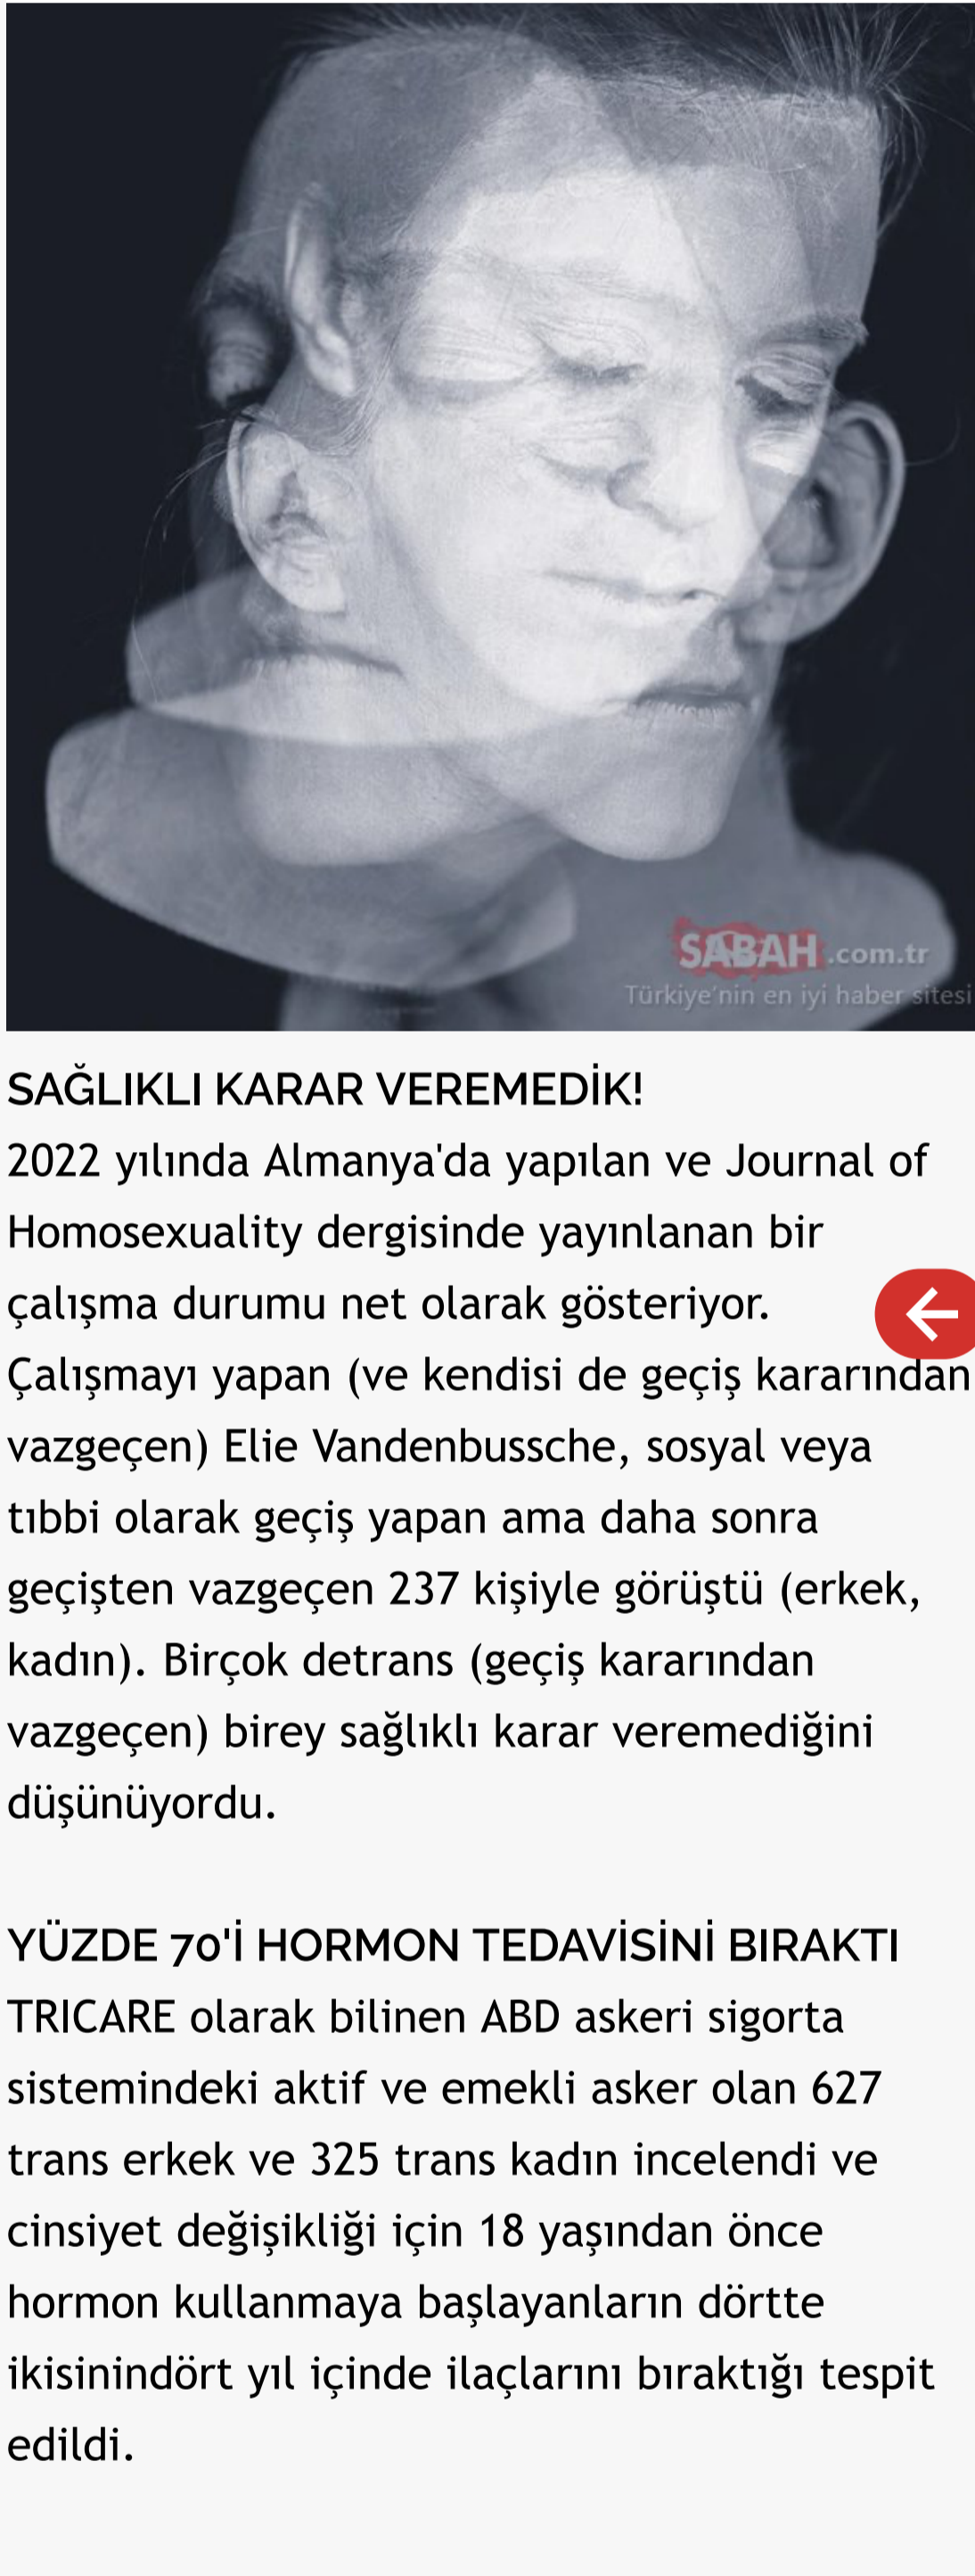 SABAH.com.tr
Türkiye'nin en iyi haber sitesi
SAĞLIKLI KARAR VEREMEDİK!
2022 yılında Almanya'da yapılan ve Journal of
Homosexuality dergisinde yayınlanan bir
çalışma durumu net olarak gösteriyor.
Çalışmayı yapan (ve kendisi de geçiş kararından
vazgeçen) Elie Vandenbussche, sosyal veya
tıbbi olarak geçiş yapan ama daha sonra
geçişten vazgeçen 237 kişiyle görüştü (erkek,
kadın). Birçok detrans (geçiş kararından
vazgeçen) birey sağlıklı karar veremediğini
düşünüyordu.
YÜZDE 70'İ HORMON TEDAVİSİNİ BIRAKTI
TRICARE olarak bilinen ABD askeri sigorta
sistemindeki aktif ve emekli asker olan 627
trans erkek ve 325 trans kadın incelendi ve
cinsiyet değişikliği için 18 yaşından önce
hormon kullanmaya başlayanların dörtte
ikisinindört yıl içinde ilaçlarını bıraktığı tespit
edildi.